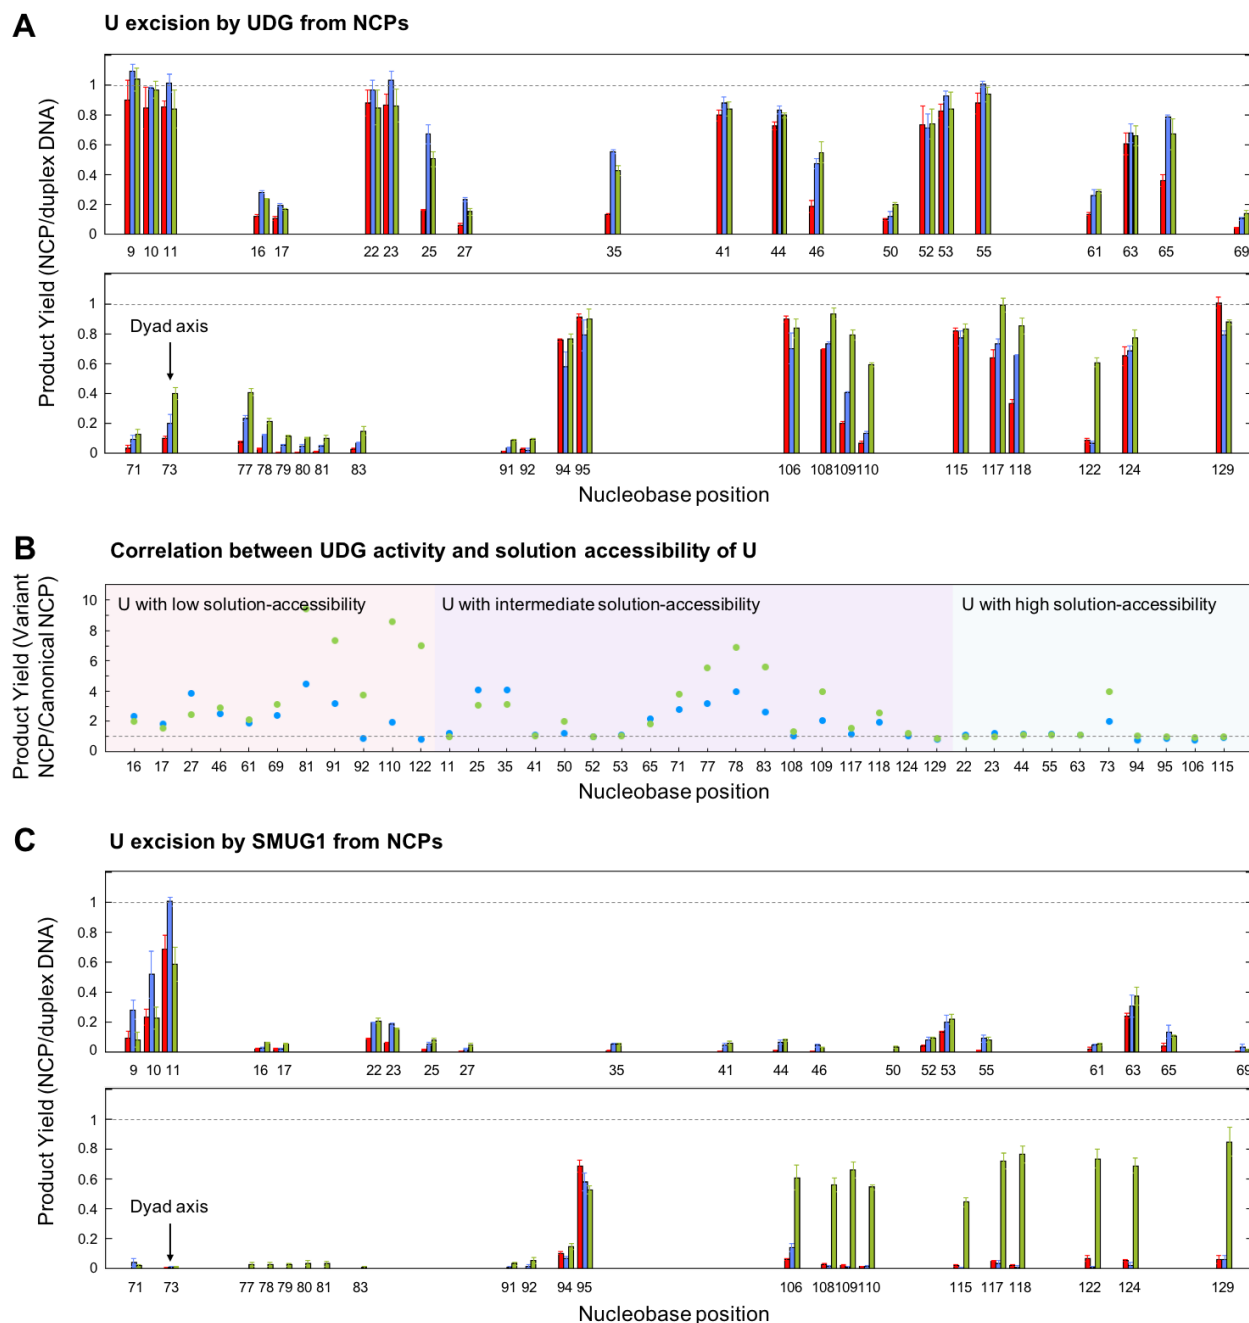 A
U excision by UDG from NCPs
Product Yield (NCP/duplex DNA)
1
0.8
0.6
0.4
0.2
0
9 10 11 16 17 22 23 25 27 35 41 44 46 50 52 53 55 61 63 65 69
1
0.8
0.6
0.4
0.2
0
Dyad axis
71 73 77 78 79 80 81 83 91 92 94 95 106 108 109 110 115 117 118 122 124 129
Nucleobase position
B
Correlation between UDG activity and solution accessibility of U
Product Yield (Variant
NCP/Canonical NCP)
10
8
6
4
2
1
0
U with low solution-accessibility
U with intermediate solution-accessibility
U with high solution-accessibility
16 17 27 46 61 69 81 91 92 110 122 11 25 35 41 50 52 53 65 71 77 78 83 108 109 117 118 124 129 22 23 44 55 63 73 94 95 106 115
Nucleobase position
C
U excision by SMUG1 from NCPs
Product Yield (NCP/duplex DNA)
1
0.8
0.6
0.4
0.2
0
9 10 11 16 17 22 23 25 27 35 41 44 46 50 52 53 55 61 63 65 69
1
0.8
0.6
0.4
0.2
0
Dyad axis
71 73 77 78 79 80 81 83 91 92 94 95 106 108 109 110 115 117 118 122 124 129
Nucleobase position